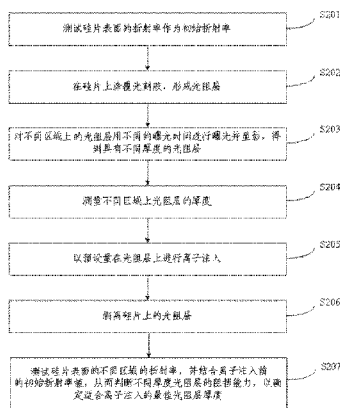 测试硅片表面的折射率作为初始折射率
S201
在硅片上涂覆光刻胶，形成光阻层
S202
对不同区域上的光阻层用不同的曝光时间进行曝光并显影，得
到具有不同厚度的光阻层
S203
测量不同区域上光阻层的厚度
S204
以预设量在光阻层上进行离子注入
S205
剥离硅片上的光阻层
S206
测试硅片表面的不同区域的折射率，并结合离子注入前
的初始折射率值，从而判断不同厚度光阻层的阻挡能力，以确
定适合离子注入的最佳光阻层厚度
S207